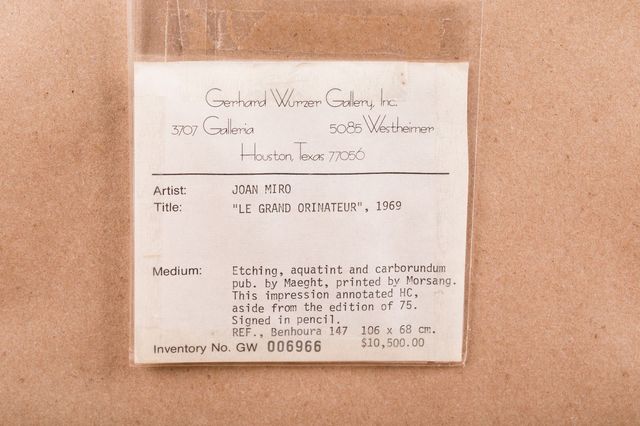 Gerhard Wurzer Gallery, Inc.
3707 Galleria 5085 Westheimer
Houston, Texas 77056
Artist: JOAN MIRO
Title: "LE GRAND ORINATEUR", 1969
Medium: Etching, aquatint and carborundum
pub. by Maeght, printed by Morsang.
This impression annotated HC,
aside from the edition of 75.
Signed in pencil.
REF., Benhoura 147 106 x 68 cm.
Inventory No. GW 006966 $10,500.00